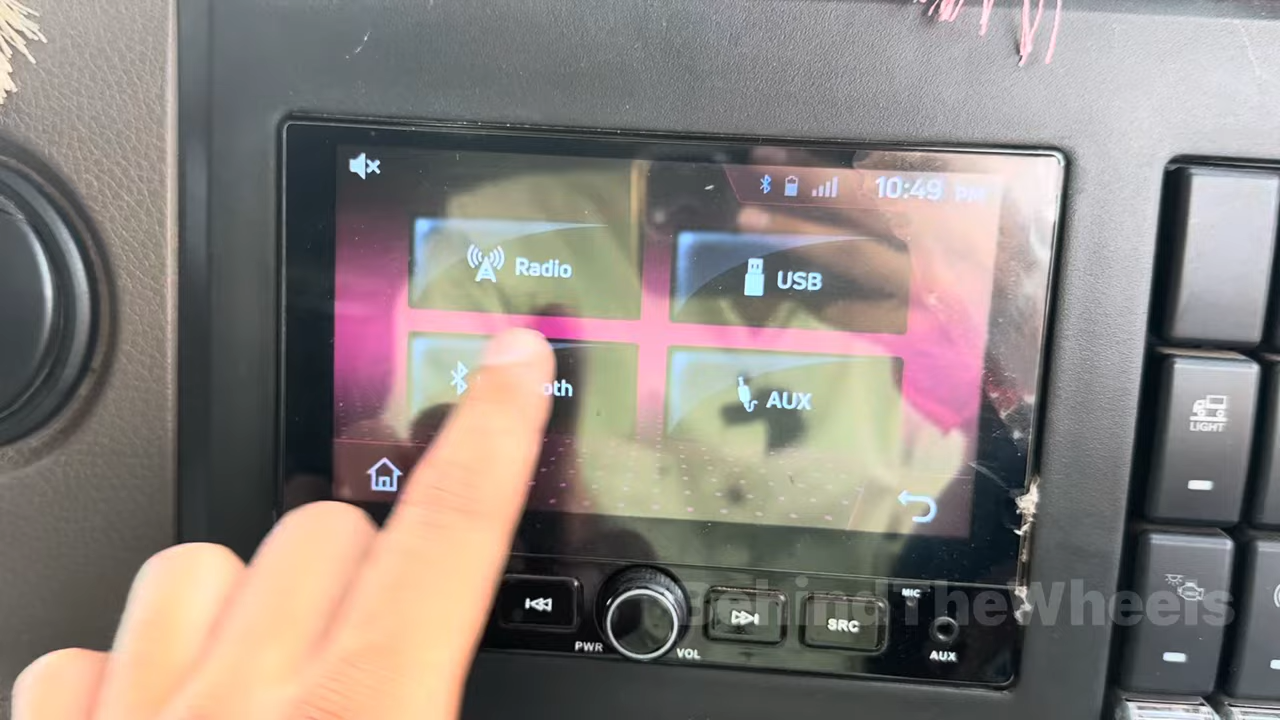 10:49 PM
Radio
USB
AUX
LIGHT
BehindTheWheels
MIC
SRC
PWR
VOL
AUX